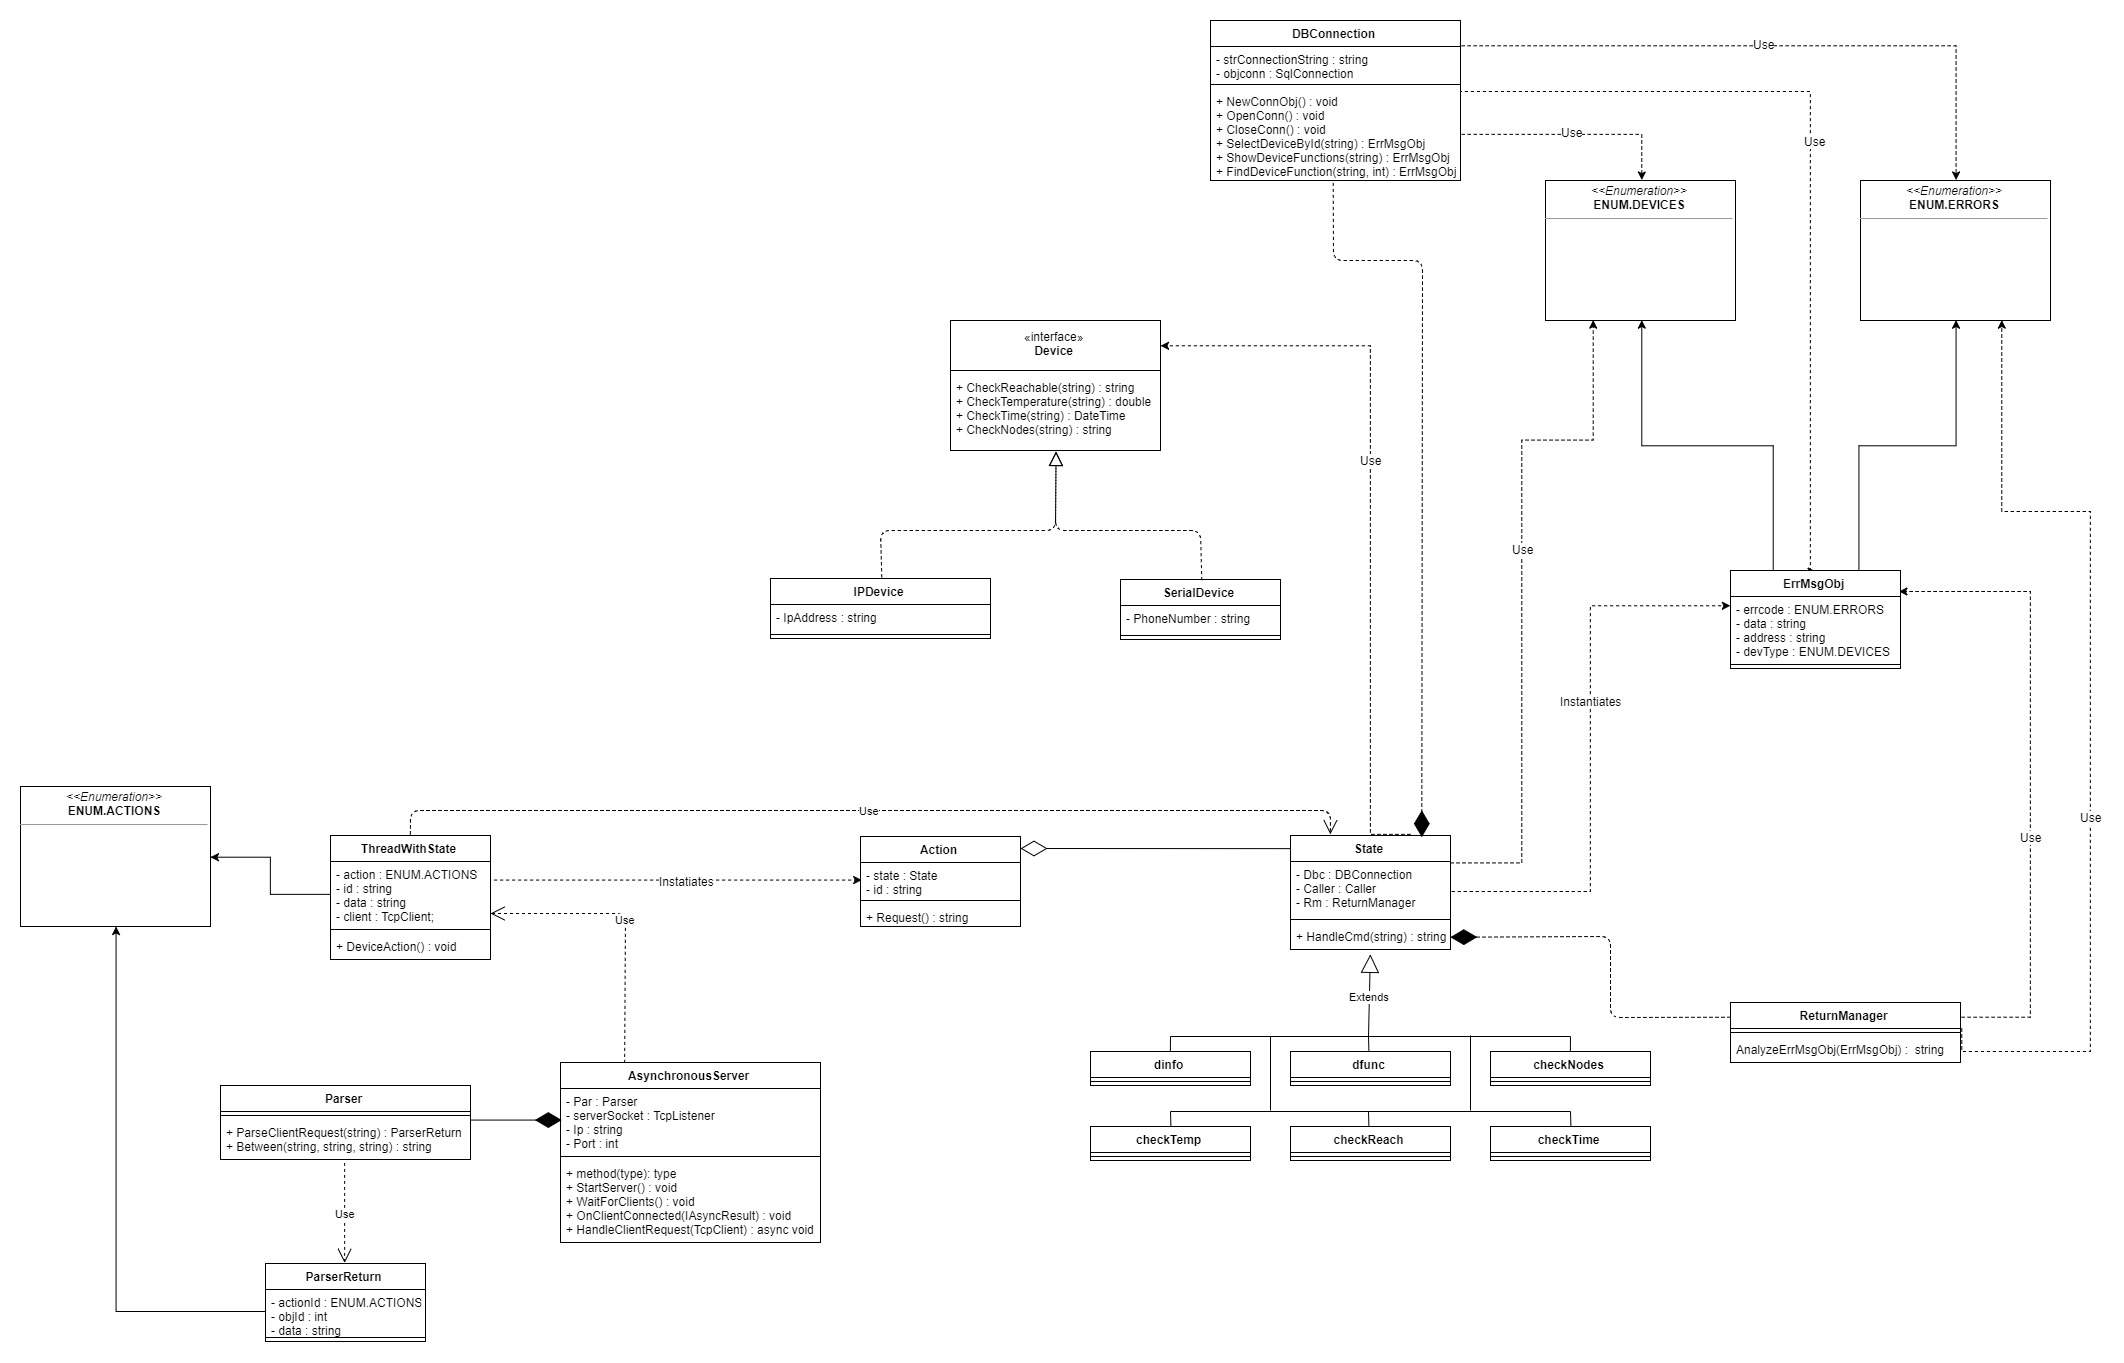 DBConnection
- strConnectionString : string
- objconn : SqlConnection
+ NewConnObj() : void
+ OpenConn() : void
+ CloseConn() : void
+ SelectDeviceById(string) : ErrMsgObj
+ ShowDeviceFunctions(string) : ErrMsgObj
+ FindDeviceFunction(string, int) : ErrMsgObj
Use
Use
Use
<<Enumeration>>
ENUM.DEVICES
<<Enumeration>>
ENUM.ERRORS
«interface»
Device
+ CheckReachable(string) : string
+ CheckTemperature(string) : double
+ CheckTime(string) : DateTime
+ CheckNodes(string) : string
Use
Use
IPDevice
- IpAddress : string
SerialDevice
- PhoneNumber : string
ErrMsgObj
- errcode : ENUM.ERRORS
- data : string
- address : string
- devType : ENUM.DEVICES
Instantiates
Use
Use
<<Enumeration>>
ENUM.ACTIONS
Use
ThreadWithState
- action : ENUM.ACTIONS
- id : string
- data : string
- client : TcpClient;
+ DeviceAction() : void
Instatiates
Use
Action
- state : State
- id : string
+ Request() : string
State
- Dbc : DBConnection
- Caller : Caller
- Rm : ReturnManager
+ HandleCmd(string) : string
Extends
ReturnManager
AnalyzeErrMsgObj(ErrMsgObj) :  string
dinfo
dfunc
checkNodes
checkTemp
checkReach
checkTime
AsynchronousServer
- Par : Parser
- serverSocket : TcpListener
- Ip : string
- Port : int
+ method(type): type
+ StartServer() : void
+ WaitForClients() : void
+ OnClientConnected(IAsyncResult) : void
+ HandleClientRequest(TcpClient) : async void
Parser
+ ParseClientRequest(string) : ParserReturn
+ Between(string, string, string) : string
Use
ParserReturn
- actionId : ENUM.ACTIONS
- objId : int
- data : string